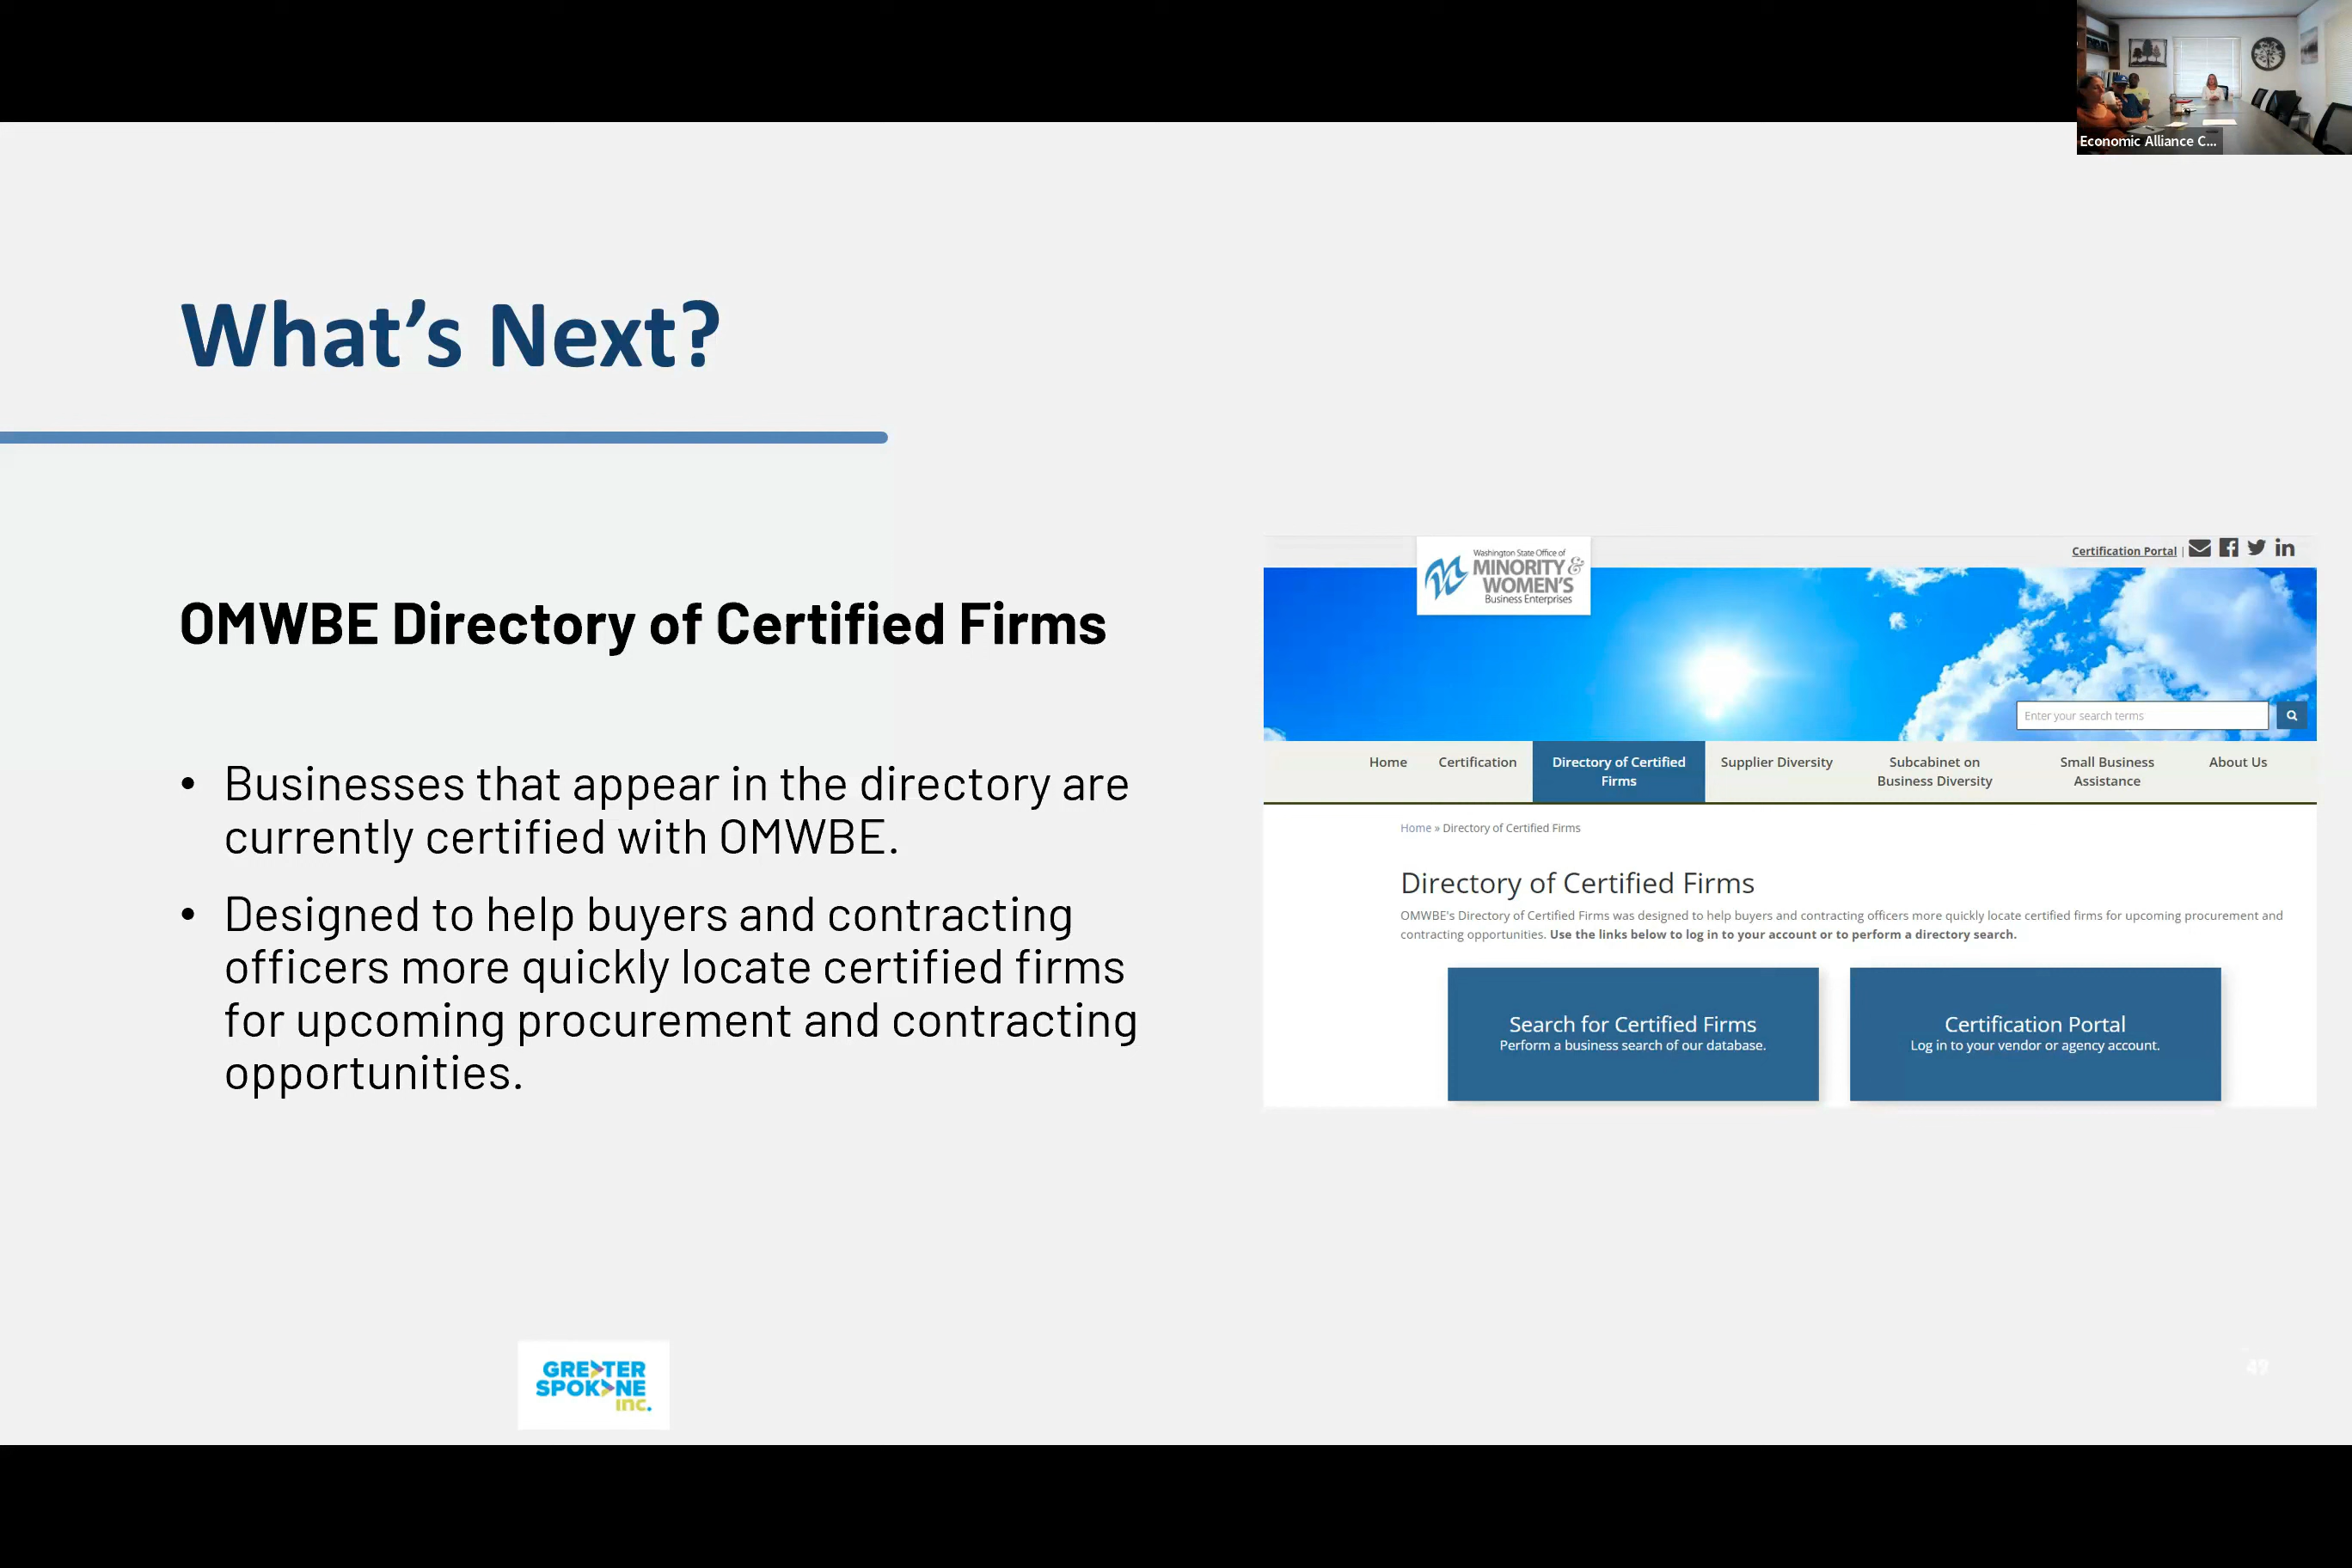 Economic Alliance C...
What's Next?
OMWBE Directory of Certified Firms
• Businesses that appear in the directory are
currently certified with OMWBE.
• Designed to help buyers and contracting
officers more quickly locate certified firms
for upcoming procurement and contracting
opportunities.
Certification Portal |
Washington State Office of
MINORITY &
WOMEN'S
Business Enterprises
Enter your search terms
Home
Certification
Directory of Certified
Firms
Supplier Diversity
Subcabinet on
Business Diversity
Small Business
Assistance
About Us
Home » Directory of Certified Firms
Directory of Certified Firms
OMWBE's Directory of Certified Firms was designed to help buyers and contracting officers more quickly locate certified firms for upcoming procurement and
contracting opportunities. Use the links below to log in to your account or to perform a directory search.
Search for Certified Firms
Perform a business search of our database.
Certification Portal
Log in to your vendor or agency account.
GREATER
SPOKANE
inc.
49